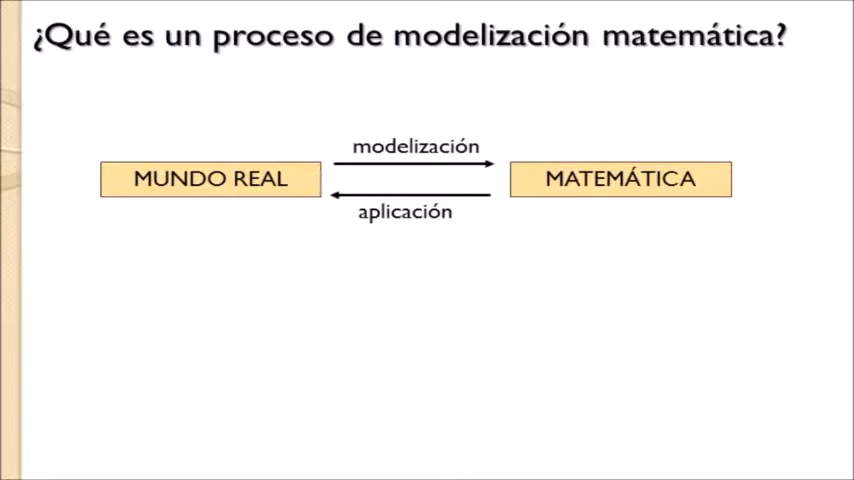 ¿Qué es un proceso de modelización matemática?
modelización
MUNDO REAL
MATEMÁTICA
aplicación